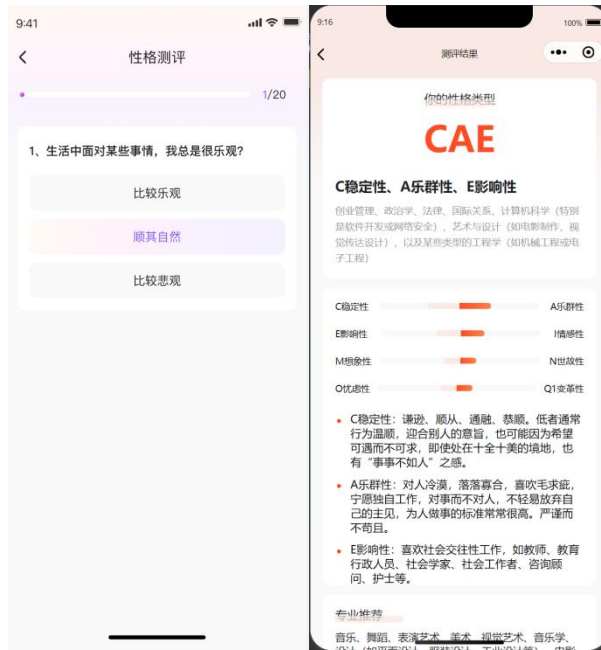 9:41
性格测评
1/20
1、生活中面对某些事情，我总是很乐观?
比较乐观
顺其自然
比较悲观
9:16
100%
测评结果
你的性格类型
CAE
C稳定性、A乐群性、E影响性
创业管理、政治学、法律、国际关系、计算机科学（特别
是软件开发或网络安全）、艺术与设计（如电影制作、视
觉传达设计）、以及某些类型的工程学（如机械工程或电
子工程）
C稳定性 A乐群性
E影响性 I情感性
M想象性 N世故性
O忧虑性 Q1变革性
C稳定性：谦逊、顺从、通融、恭顺。低者通常
行为温顺，迎合别人的意旨，也可能因为希望
可遇而不可求，即使处在十全十美的境地，也
有“事事不如人”之感。
A乐群性：对人冷漠，落落寡合，喜吹毛求疵，
宁愿独自工作，对事而不对人，不轻易放弃自
己的主见，为人做事的标准常常很高。严谨而
不苟且。
E影响性：喜欢社会交往性工作，如教师、教育
行政人员、社会学家、社会工作者、咨询顾
问、护士等。
专业推荐
音乐、舞蹈、表演艺术、美术、视觉艺术、音乐学、